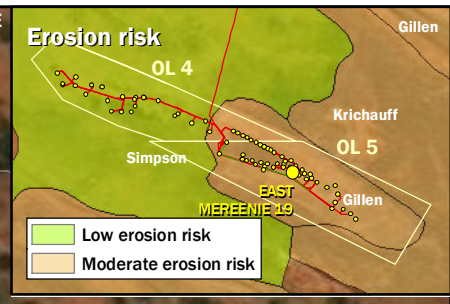 Gillen
Erosion risk
OL 4
Krichauff
OL 5
Simpson
EAST
MEREENIE 19
Gillen
Low erosion risk
Moderate erosion risk